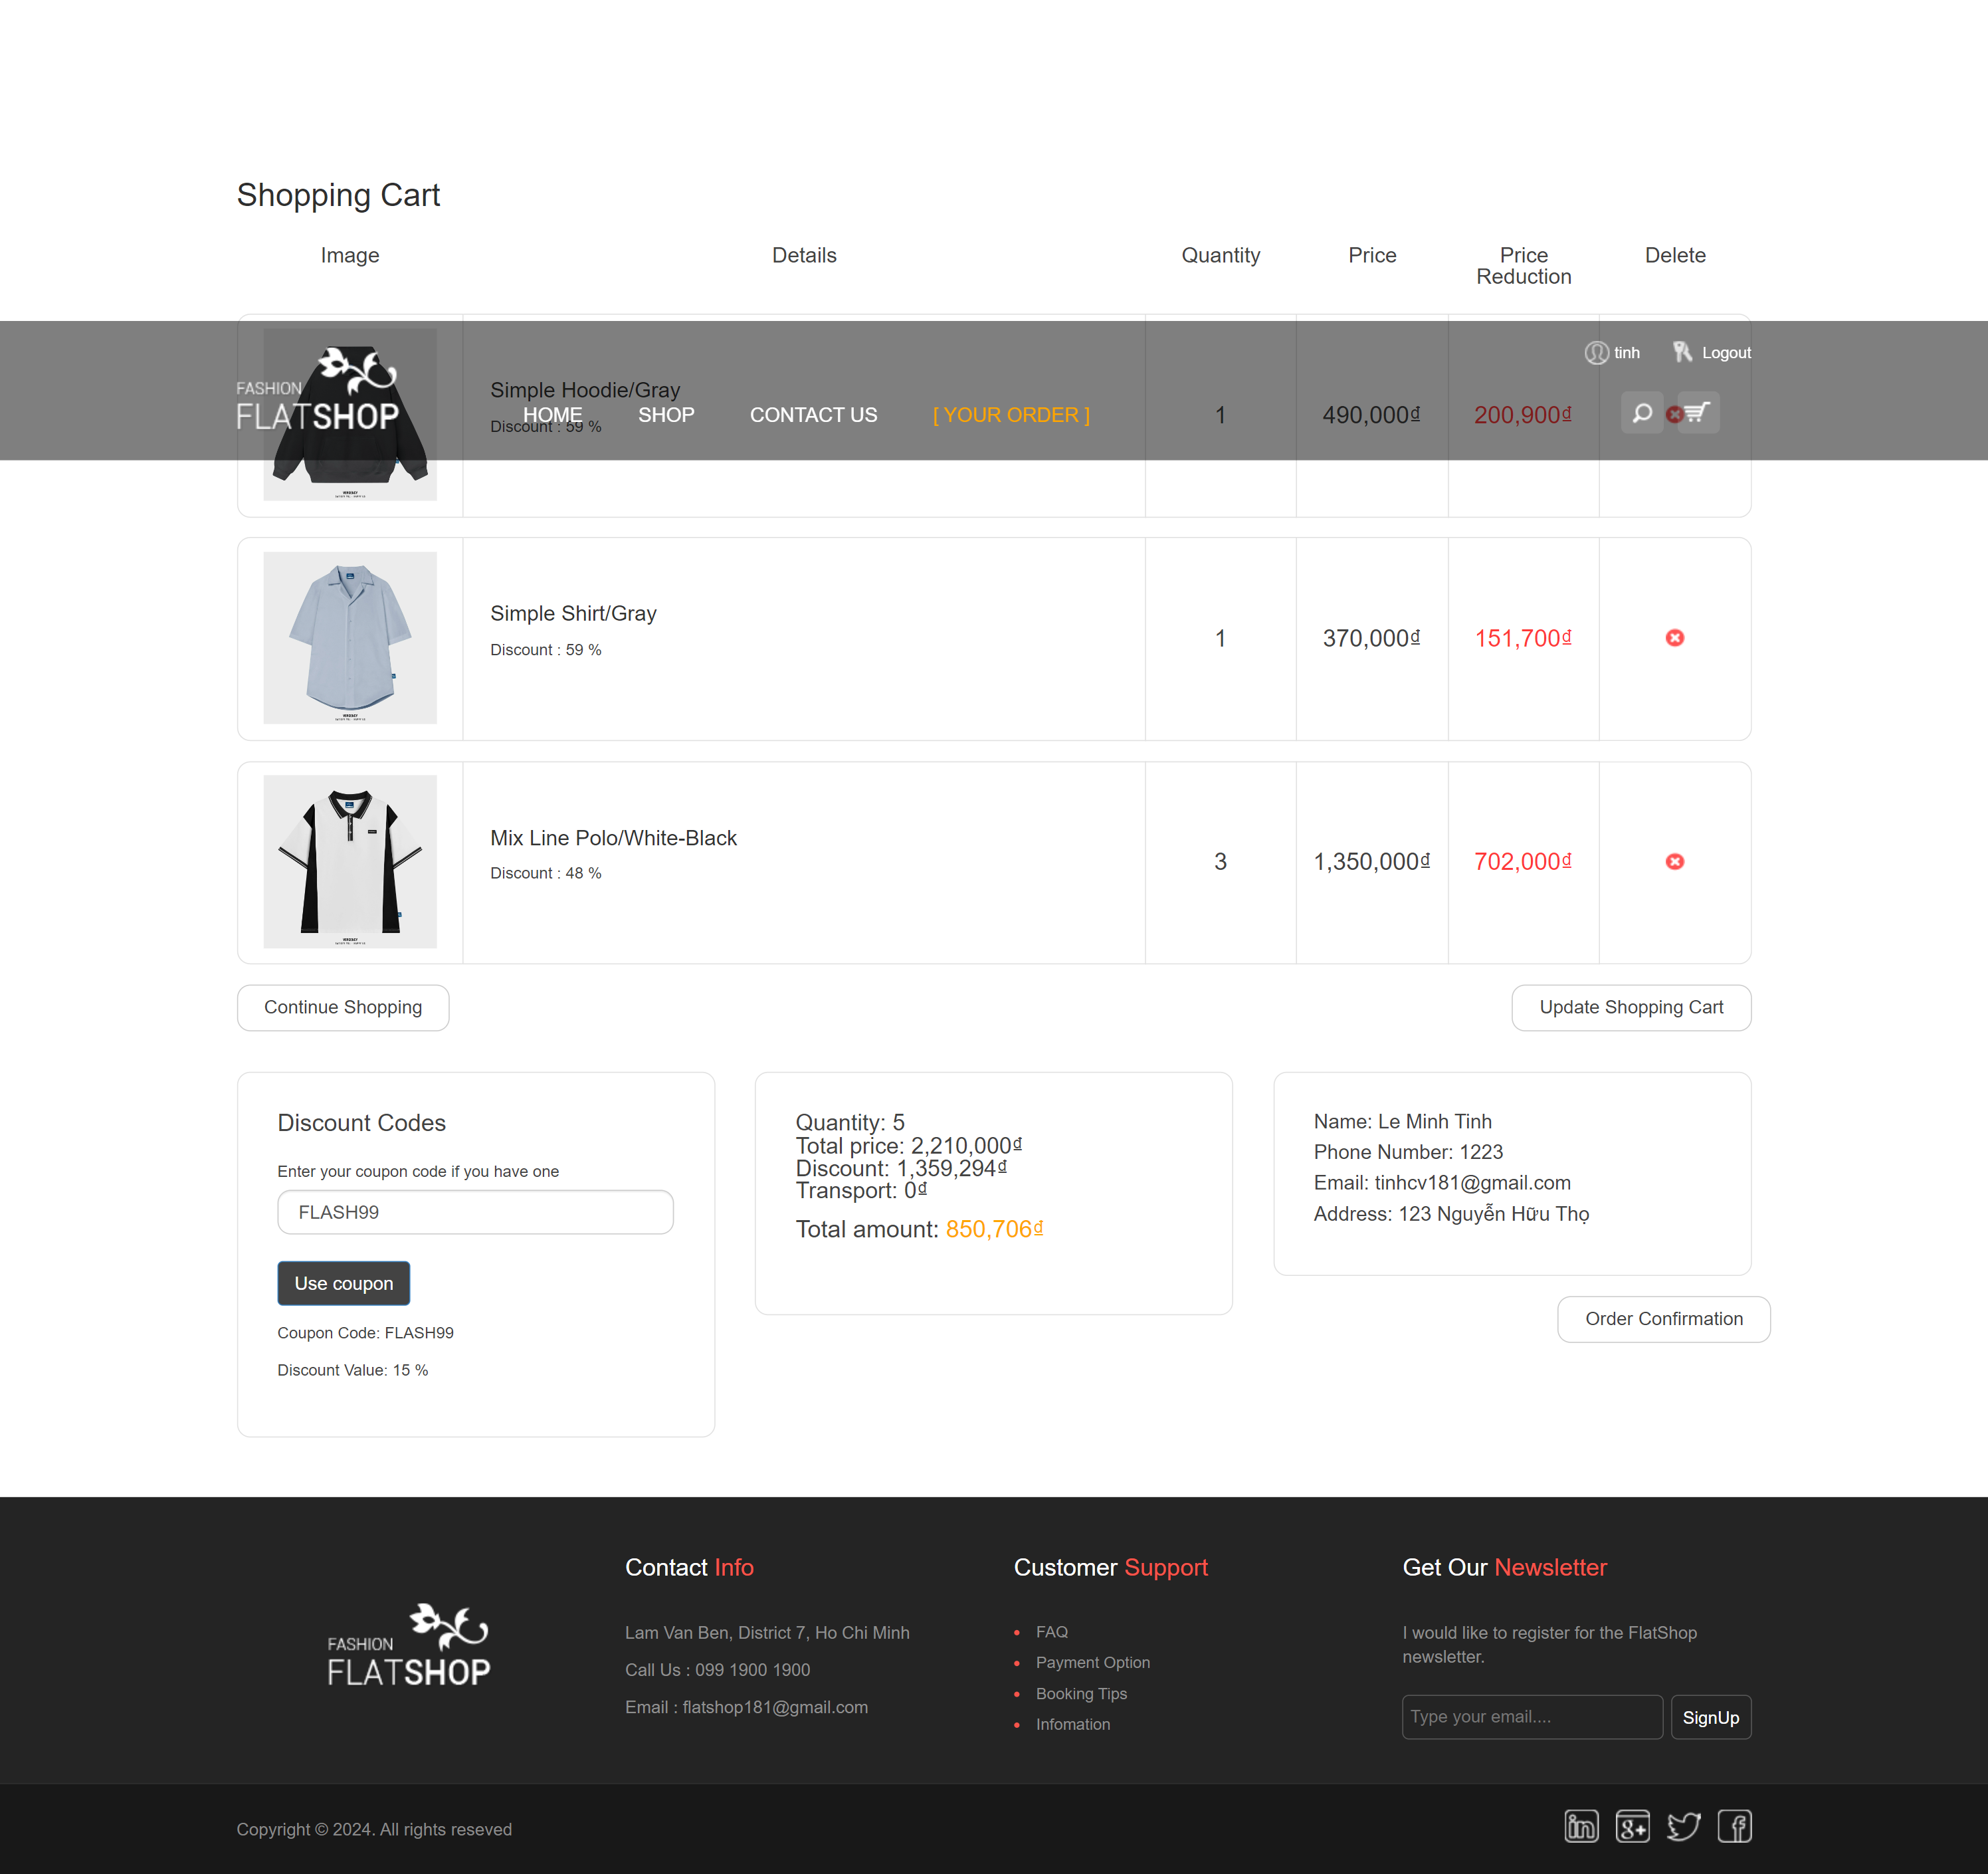 Shopping Cart
Image
Details
Quantity
Price
Price
Reduction
Delete
tinh
Logout
FASHION
FLATSHOP
HOME
SHOP
CONTACT US
[ YOUR ORDER ]
Simple Hoodie/Gray
Discount : 59 %
1
490,000₫
200,900₫
Simple Shirt/Gray
Discount : 59 %
1
370,000₫
151,700₫
Mix Line Polo/White-Black
Discount : 48 %
3
1,350,000₫
702,000₫
Continue Shopping
Update Shopping Cart
Discount Codes
Enter your coupon code if you have one
FLASH99
Use coupon
Coupon Code: FLASH99
Discount Value: 15 %
Quantity: 5
Total price: 2,210,000₫
Discount: 1,359,294₫
Transport: 0₫
Total amount: 850,706₫
Name: Le Minh Tinh
Phone Number: 1223
Email: tinhcv181@gmail.com
Address: 123 Nguyễn Hữu Thọ
Order Confirmation
FASHION
FLATSHOP
Contact Info
Lam Van Ben, District 7, Ho Chi Minh
Call Us : 099 1900 1900
Email : flatshop181@gmail.com
Customer Support
FAQ
Payment Option
Booking Tips
Infomation
Get Our Newsletter
I would like to register for the FlatShop
newsletter.
Type your email....
SignUp
Copyright © 2024. All rights reseved
in
g+
f